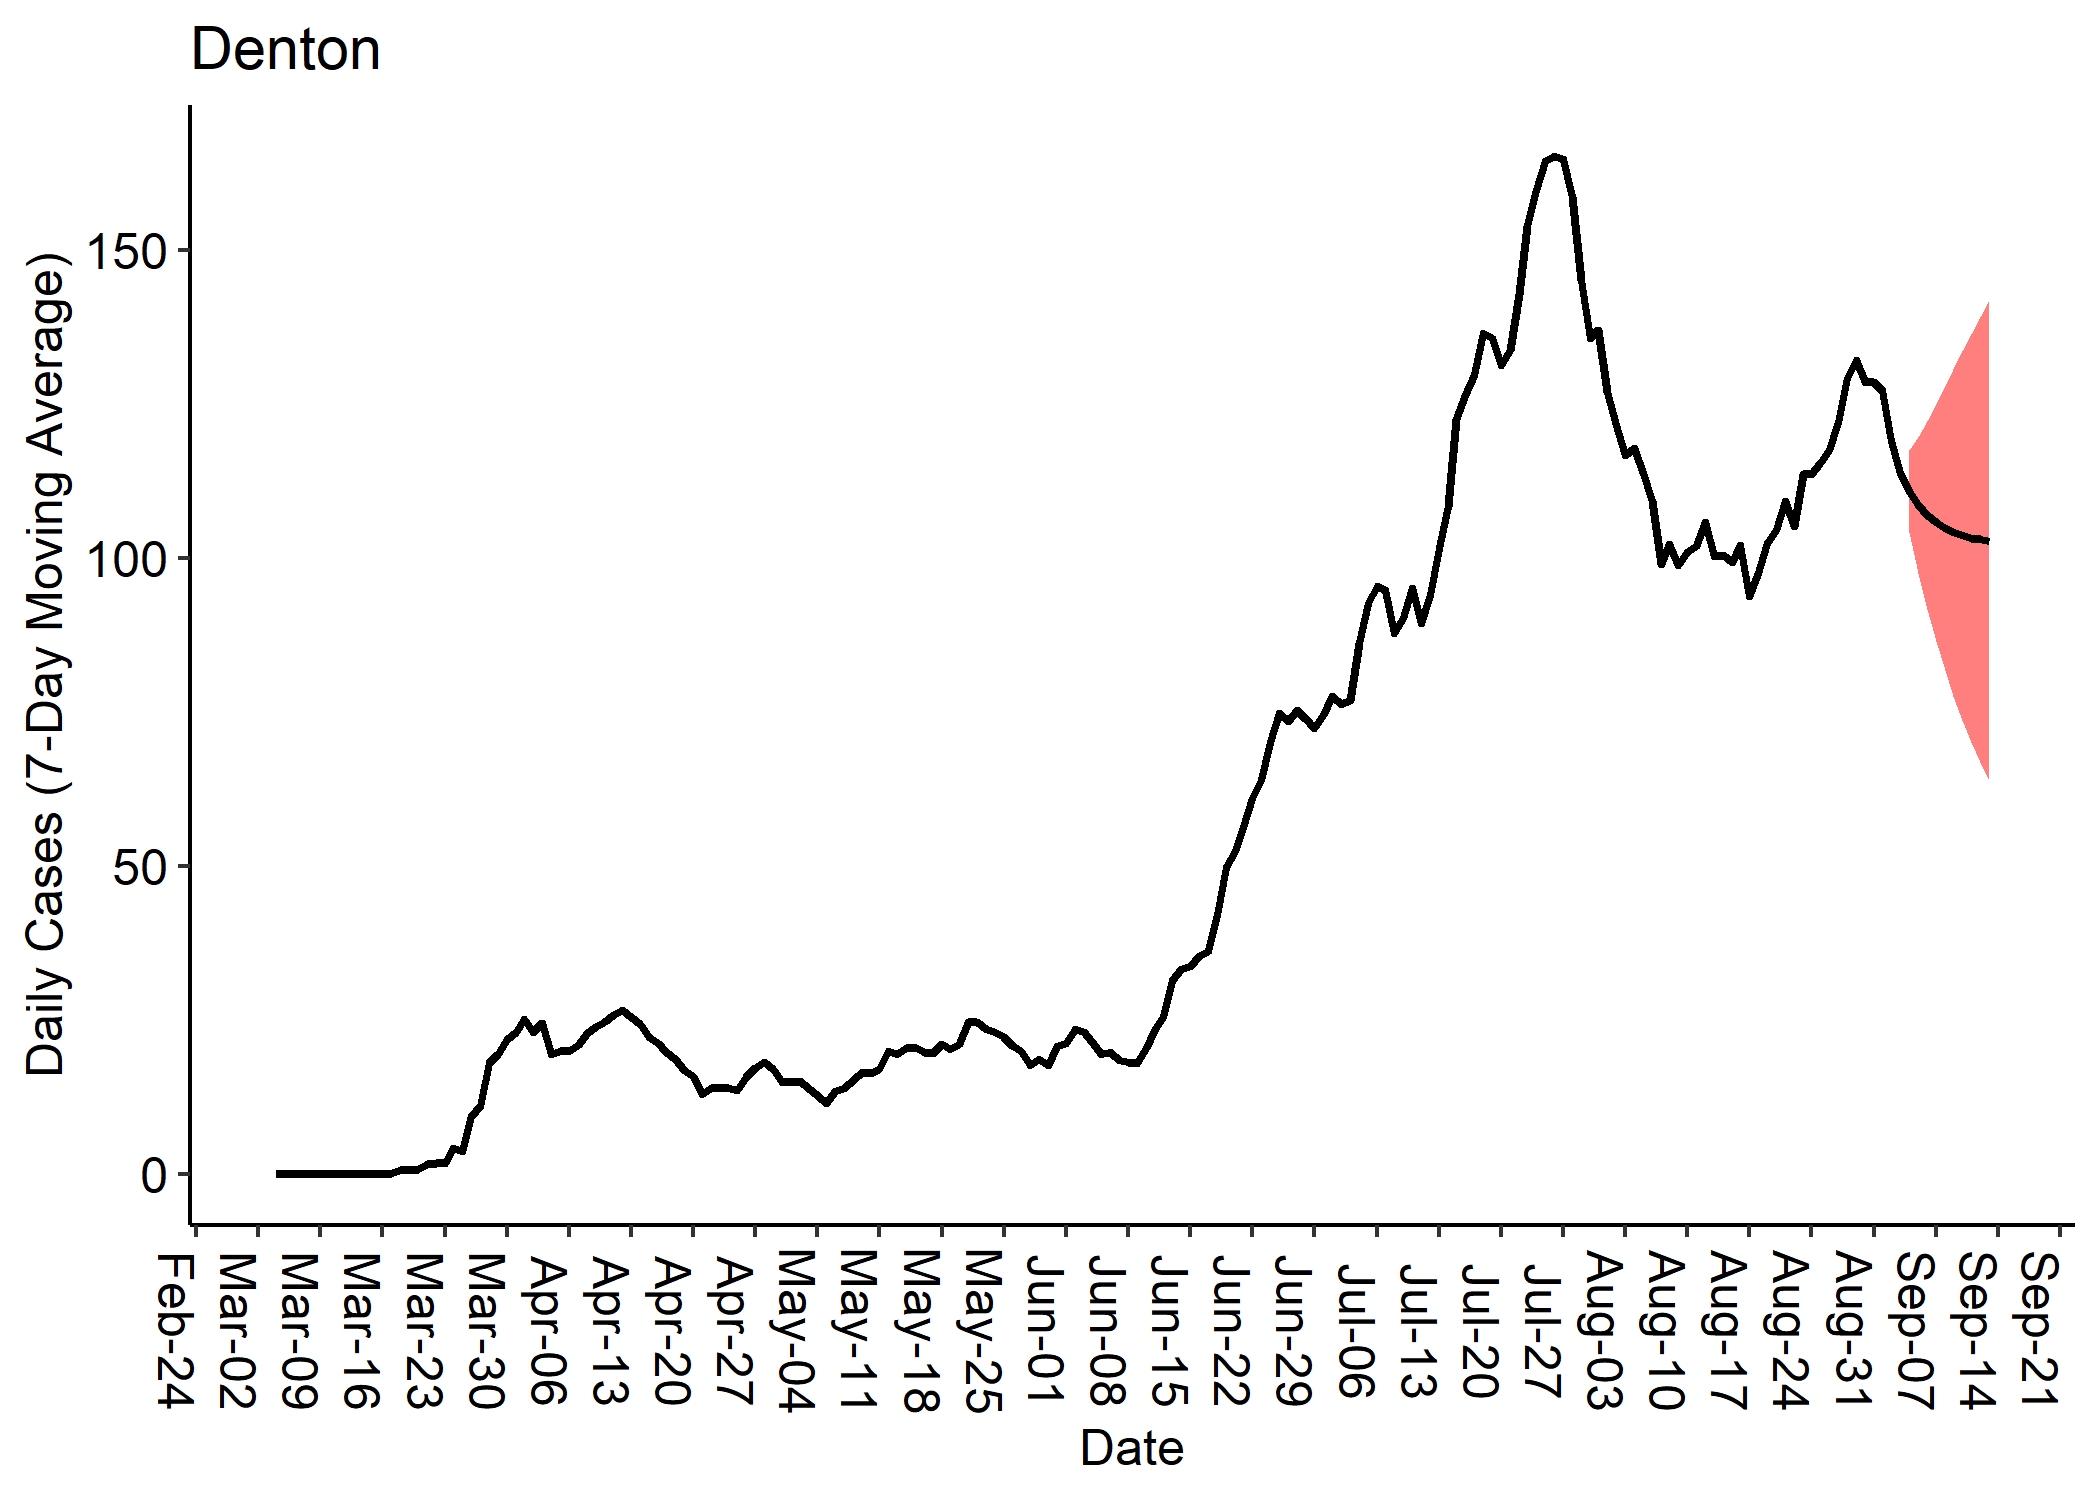 Denton
Daily Cases (7-Day Moving Average)
150
100
50
0
Feb-24
Mar-02
Mar-09
Mar-16
Mar-23
Mar-30
Apr-06
Apr-13
Apr-20
Apr-27
May-04
May-11
May-18
May-25
Jun-01
Jun-08
Jun-15
Jun-22
Jun-29
Jul-06
Jul-13
Jul-20
Jul-27
Aug-03
Aug-10
Aug-17
Aug-24
Aug-31
Sep-07
Sep-14
Sep-21
Date